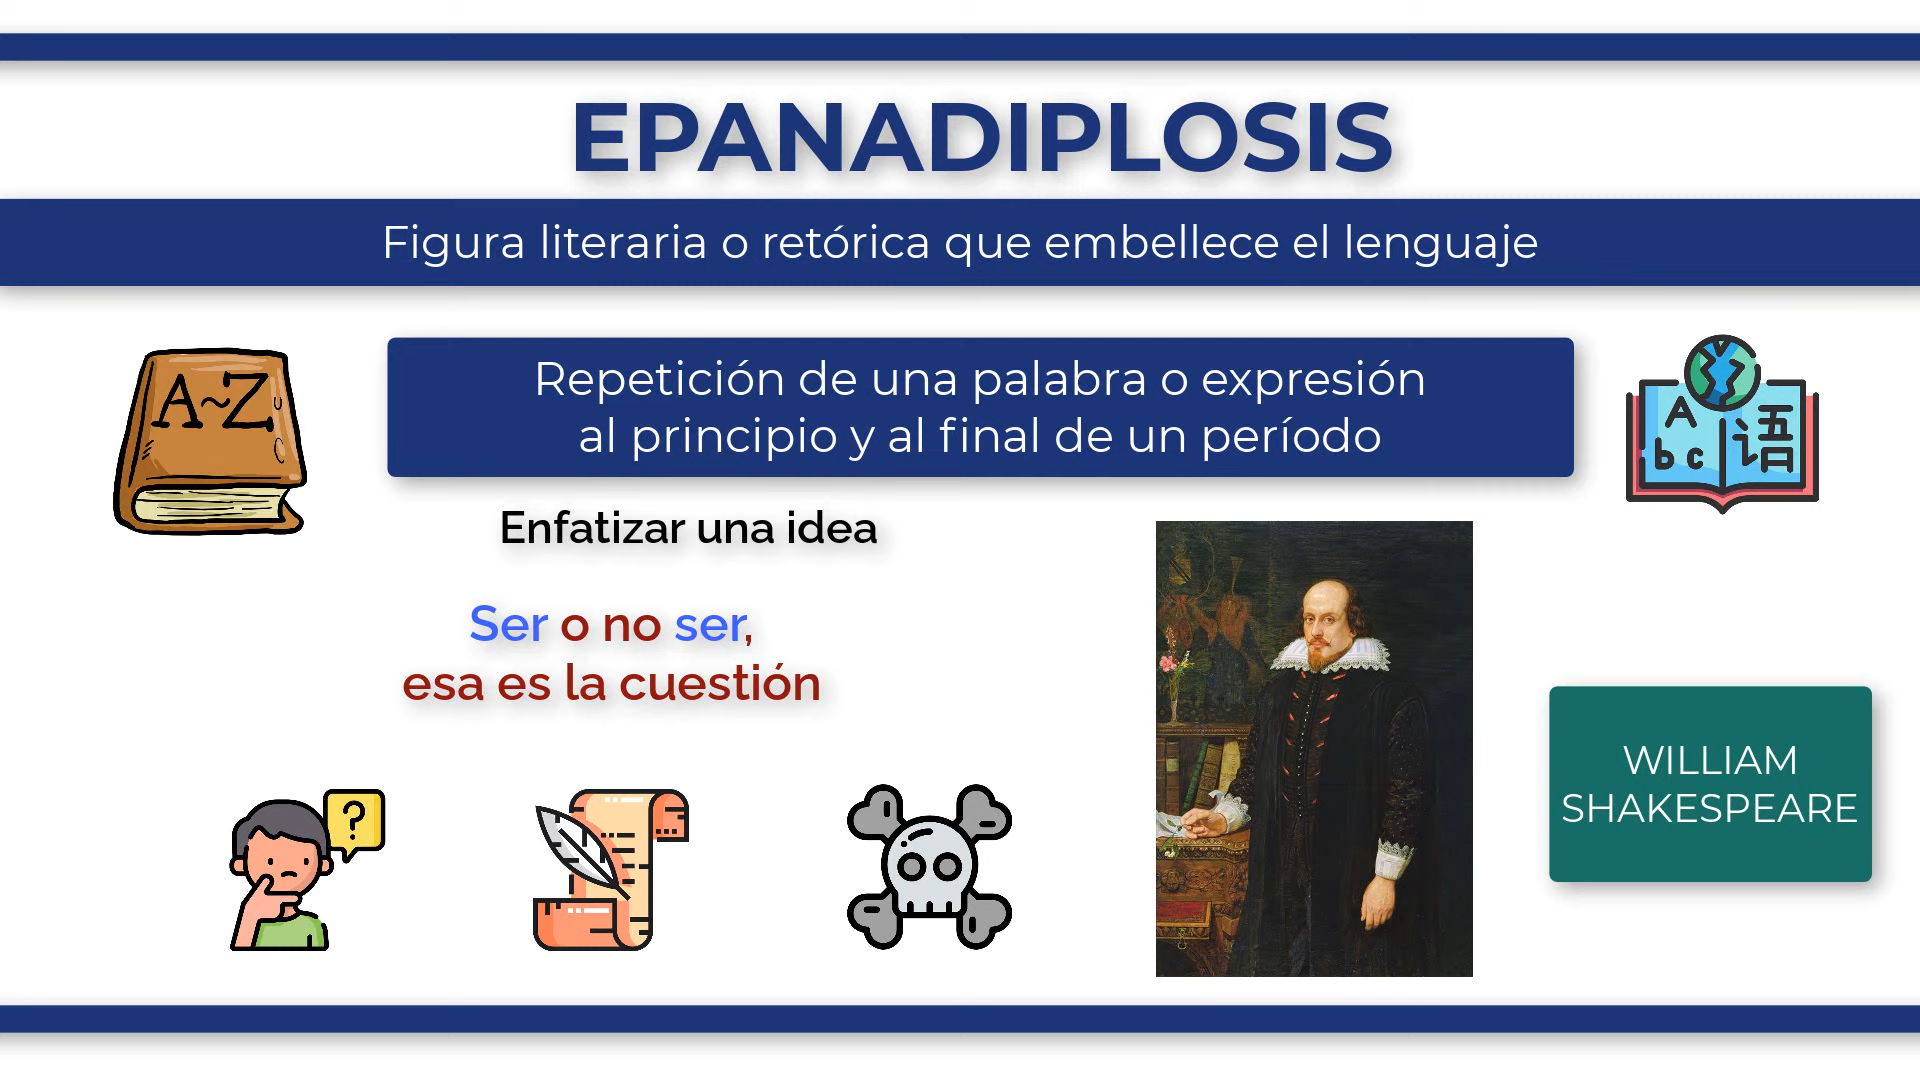 EPANADIPLOSIS
Figura literaria o retórica que embellece el lenguaje
A~Z
Repetición de una palabra o expresión
al principio y al final de un período
A
b c
语
Enfatizar una idea
Ser o no ser,
esa es la cuestión
?
WILLIAM
SHAKESPEARE